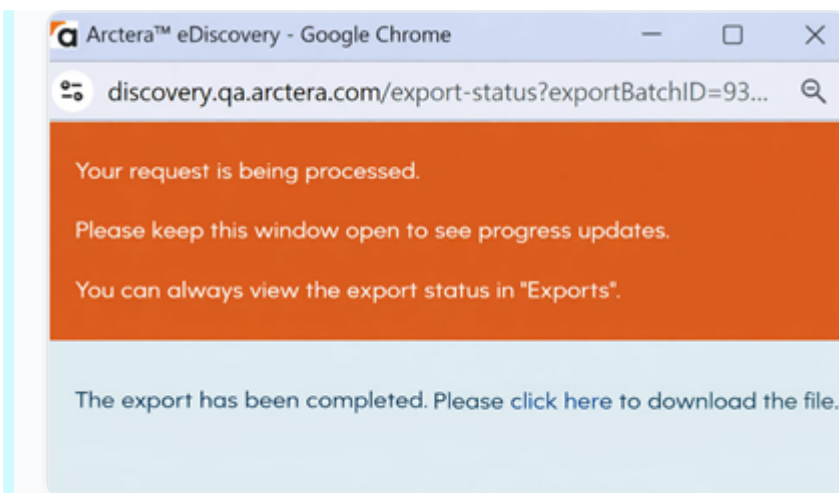 Arctera™ eDiscovery - Google Chrome
discovery.qa.arctera.com/export-status?exportBatchID=93...
Your request is being processed.
Please keep this window open to see progress updates.
You can always view the export status in "Exports".
The export has been completed. Please click here to download the file.